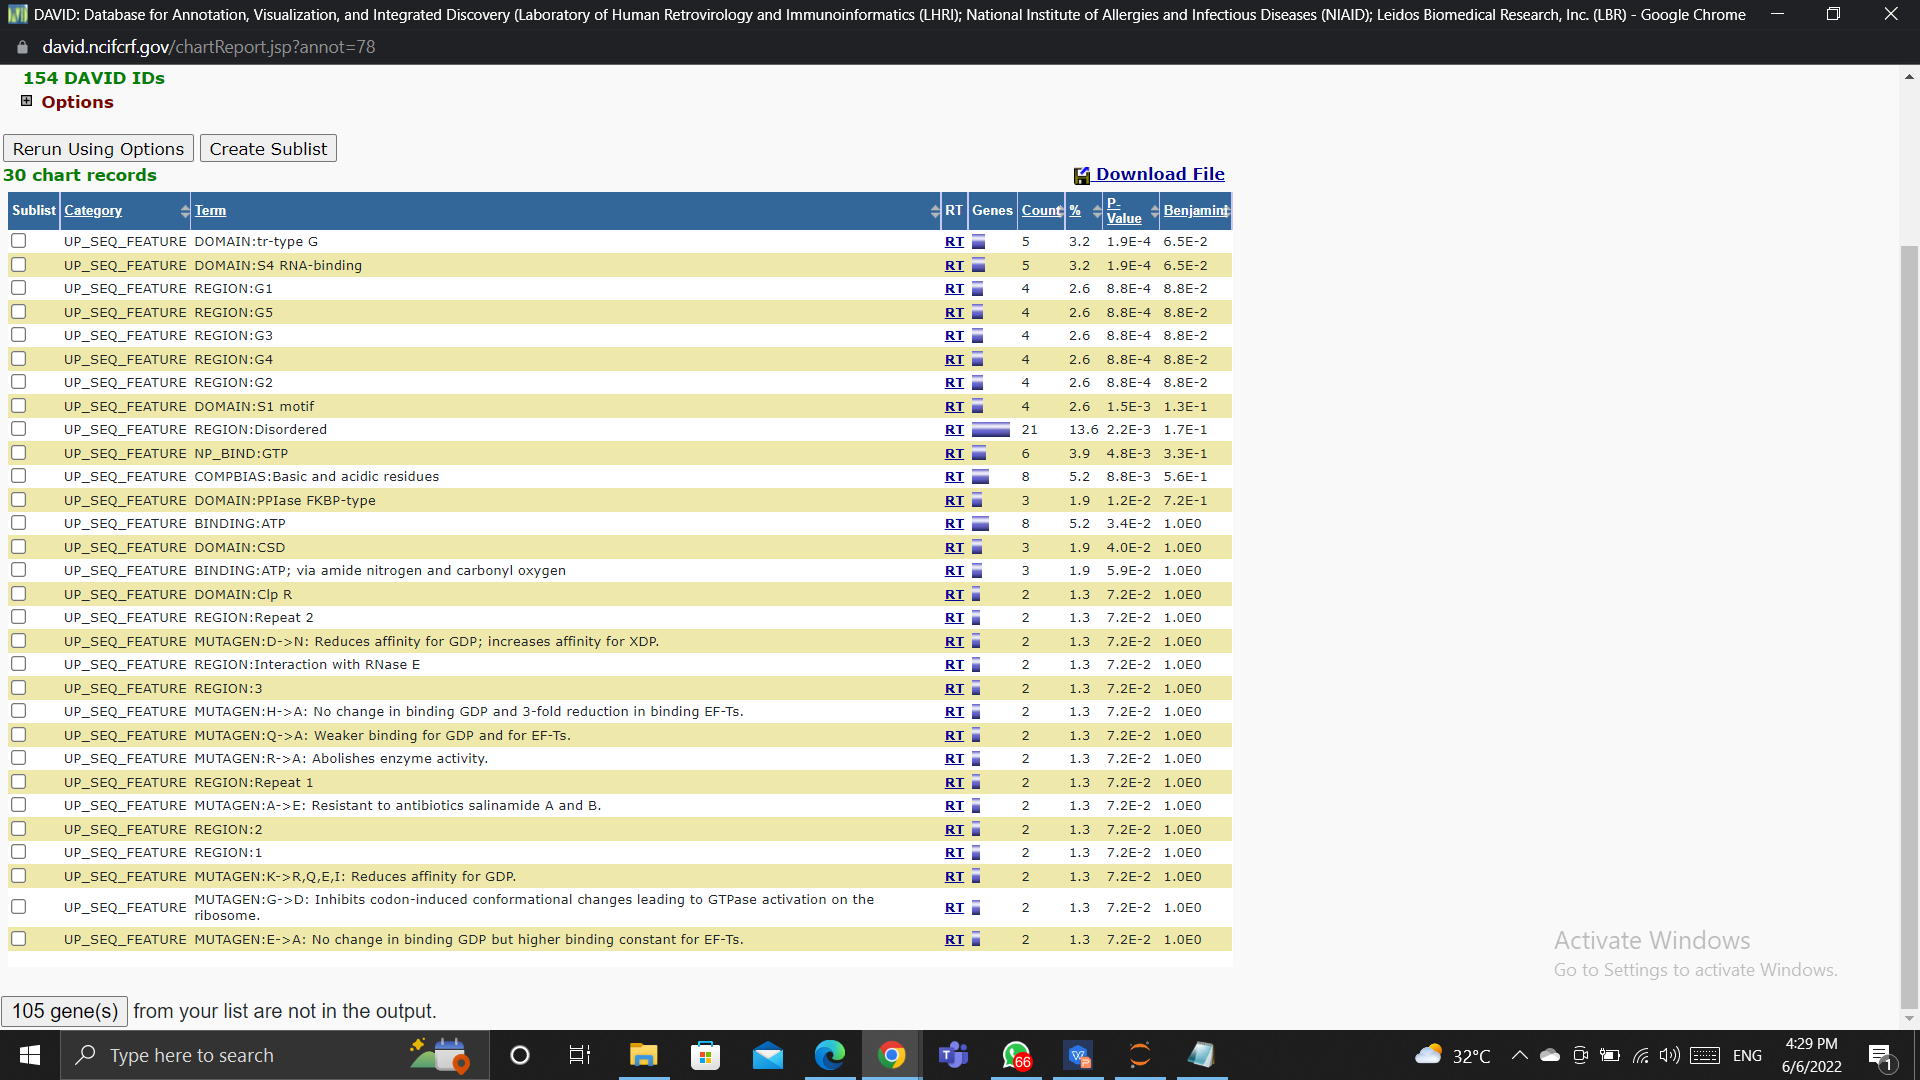 DAVID: Database for Annotation, Visualization, and Integrated Discovery (Laboratory of Human Retrovirology and Immunoinformatics (LHRI); National Institute of Allergies and Infectious Diseases (NIAID); Leidos Biomedical Research, Inc. (LBR) - Google Chrome
david.ncifcrf.gov/chartReport.jsp?annot=78
154 DAVID IDs
Options
Rerun Using Options Create Sublist
30 chart records Download File
Sublist Category Term RT Genes Count % P-Value Benjamini
UP_SEQ_FEATURE DOMAIN:tr-type G RT 5 3.2 1.9E-4 6.5E-2
UP_SEQ_FEATURE DOMAIN:S4 RNA-binding RT 5 3.2 1.9E-4 6.5E-2
UP_SEQ_FEATURE REGION:G1 RT 4 2.6 8.8E-4 8.8E-2
UP_SEQ_FEATURE REGION:G5 RT 4 2.6 8.8E-4 8.8E-2
UP_SEQ_FEATURE REGION:G3 RT 4 2.6 8.8E-4 8.8E-2
UP_SEQ_FEATURE REGION:G4 RT 4 2.6 8.8E-4 8.8E-2
UP_SEQ_FEATURE REGION:G2 RT 4 2.6 8.8E-4 8.8E-2
UP_SEQ_FEATURE DOMAIN:S1 motif RT 4 2.6 1.5E-3 1.3E-1
UP_SEQ_FEATURE REGION:Disordered RT 21 13.6 2.2E-3 1.7E-1
UP_SEQ_FEATURE NP_BIND:GTP RT 6 3.9 4.8E-3 3.3E-1
UP_SEQ_FEATURE COMPBIAS:Basic and acidic residues RT 8 5.2 8.8E-3 5.6E-1
UP_SEQ_FEATURE DOMAIN:PPIase FKBP-type RT 3 1.9 1.2E-2 7.2E-1
UP_SEQ_FEATURE BINDING:ATP RT 8 5.2 3.4E-2 1.0E0
UP_SEQ_FEATURE DOMAIN:CSD RT 3 1.9 4.0E-2 1.0E0
UP_SEQ_FEATURE BINDING:ATP; via amide nitrogen and carbonyl oxygen RT 3 1.9 5.9E-2 1.0E0
UP_SEQ_FEATURE DOMAIN:Clp R RT 2 1.3 7.2E-2 1.0E0
UP_SEQ_FEATURE REGION:Repeat 2 RT 2 1.3 7.2E-2 1.0E0
UP_SEQ_FEATURE MUTAGEN:D->N: Reduces affinity for GDP; increases affinity for XDP. RT 2 1.3 7.2E-2 1.0E0
UP_SEQ_FEATURE REGION:Interaction with RNase E RT 2 1.3 7.2E-2 1.0E0
UP_SEQ_FEATURE REGION:3 RT 2 1.3 7.2E-2 1.0E0
UP_SEQ_FEATURE MUTAGEN:H->A: No change in binding GDP and 3-fold reduction in binding EF-Ts. RT 2 1.3 7.2E-2 1.0E0
UP_SEQ_FEATURE MUTAGEN:Q->A: Weaker binding for GDP and for EF-Ts. RT 2 1.3 7.2E-2 1.0E0
UP_SEQ_FEATURE MUTAGEN:R->A: Abolishes enzyme activity. RT 2 1.3 7.2E-2 1.0E0
UP_SEQ_FEATURE REGION:Repeat 1 RT 2 1.3 7.2E-2 1.0E0
UP_SEQ_FEATURE MUTAGEN:A->E: Resistant to antibiotics salinamide A and B. RT 2 1.3 7.2E-2 1.0E0
UP_SEQ_FEATURE REGION:2 RT 2 1.3 7.2E-2 1.0E0
UP_SEQ_FEATURE REGION:1 RT 2 1.3 7.2E-2 1.0E0
UP_SEQ_FEATURE MUTAGEN:K->R,Q,E,I: Reduces affinity for GDP. RT 2 1.3 7.2E-2 1.0E0
UP_SEQ_FEATURE MUTAGEN:G->D: Inhibits codon-induced conformational changes leading to GTPase activation on the
ribosome. RT 2 1.3 7.2E-2 1.0E0
UP_SEQ_FEATURE MUTAGEN:E->A: No change in binding GDP but higher binding constant for EF-Ts. RT 2 1.3 7.2E-2 1.0E0
Activate Windows
Go to Settings to activate Windows.
105 gene(s) from your list are not in the output.
Type here to search 66 32°C ENG 4:29 PM
6/6/2022 1